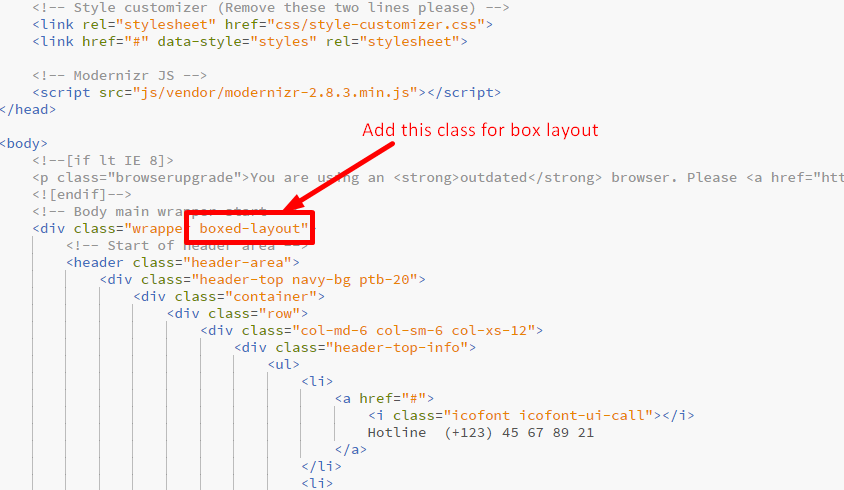 <!-- Style customizer (Remove these two lines please) -->
<link rel="stylesheet" href="css/style-customizer.css">
<link href="#" data-style="styles" rel="stylesheet">
<!-- Modernizr JS -->
<script src="js/vendor/modernizr-2.8.3.min.js"></script>
</head>
Add this class for box layout
<body>
<!--[if lt IE 8]>
<p class="browserupgrade">You are using an <strong>outdated</strong> browser. Please <a href="htt
<![endif]-->
<!-- Body main wrapper start
<div class="wrapper boxed-layout">
<!-- Start of header area -->
<header class="header-area">
<div class="header-top navy-bg ptb-20">
<div class="container">
<div class="row">
<div class="col-md-6 col-sm-6 col-xs-12">
<div class="header-top-info">
<ul>
<li>
<a href="#">
<i class="icofont icofont-ui-call"></i>
Hotline (+123) 45 67 89 21
</a>
</li>
<li>